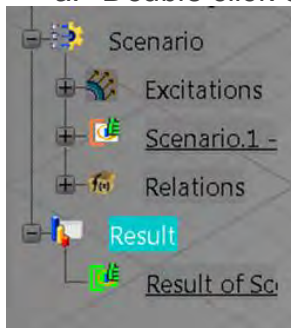 Scenario
Excitations
Scenario.1 -
f(x)
Relations
Result
Result of Sc